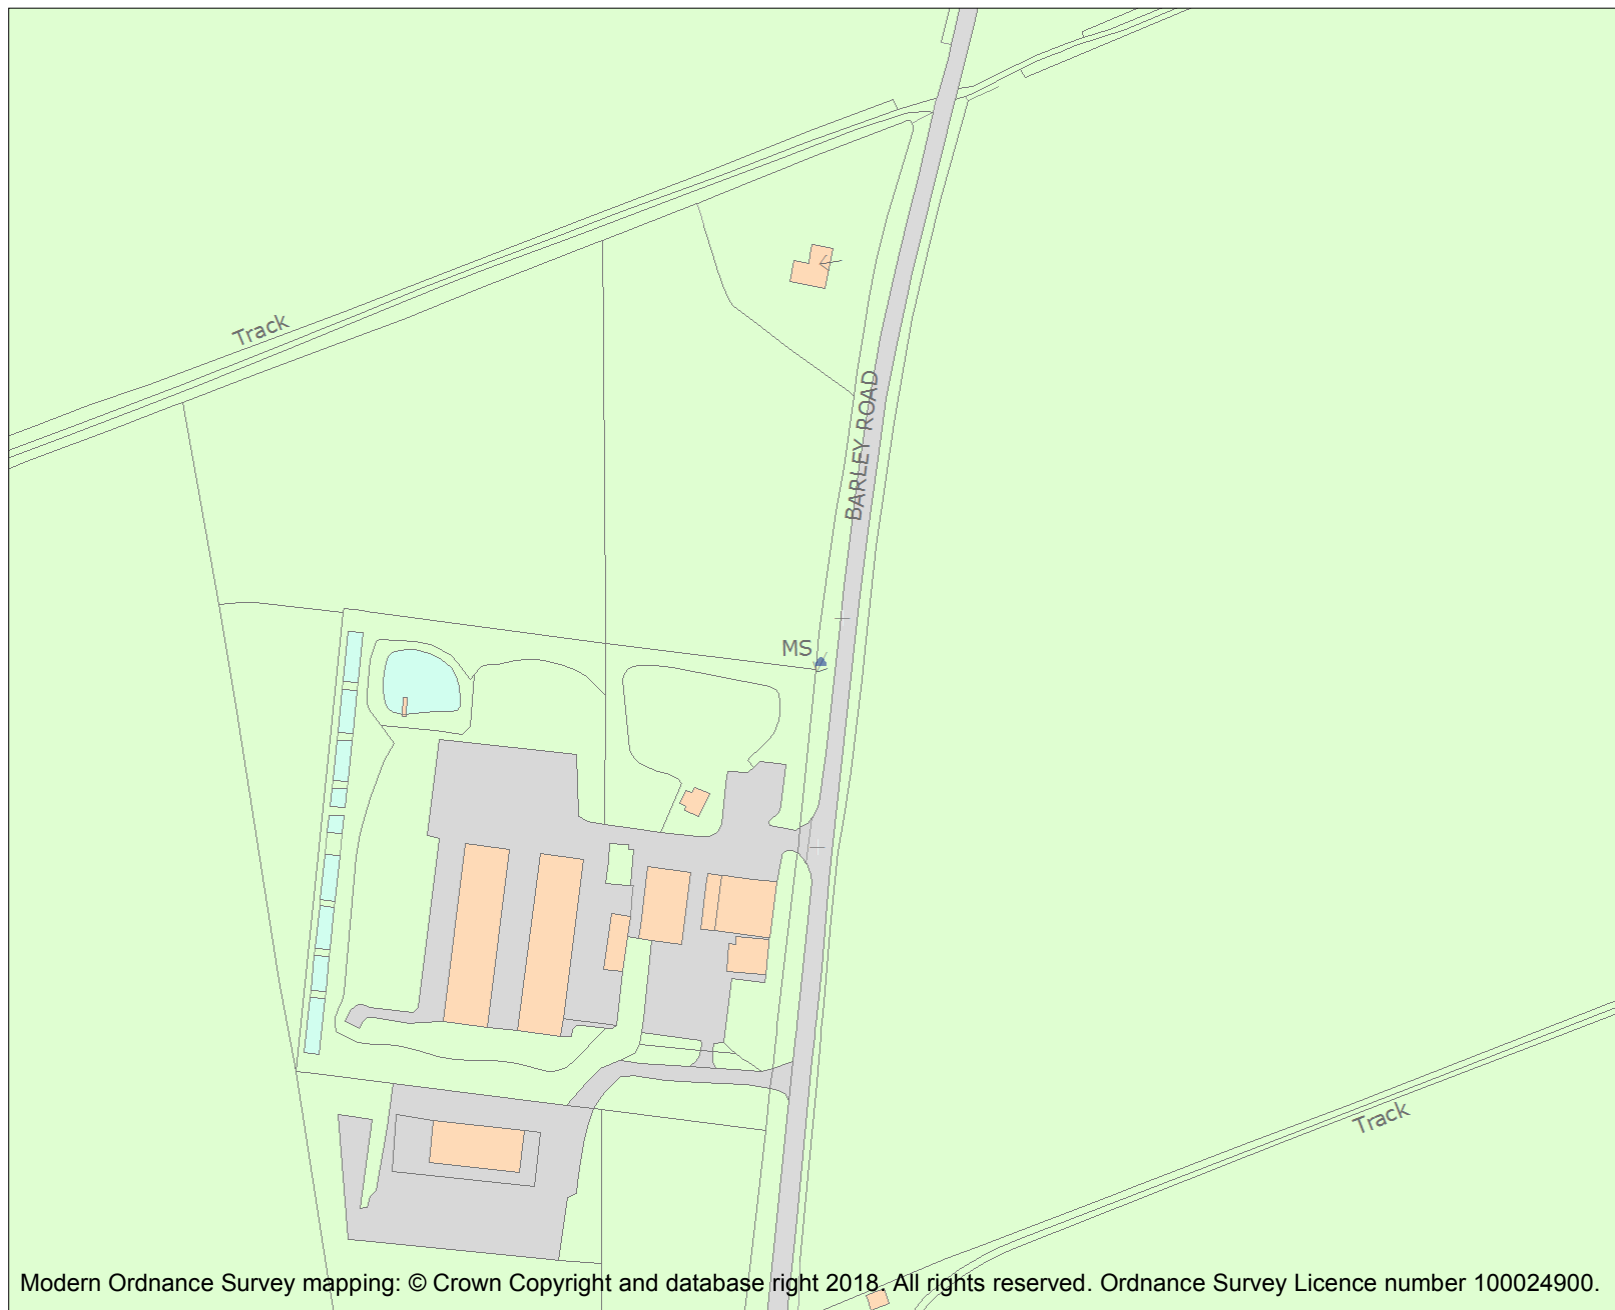 Track
BARLEY ROAD
MS
Track
Modern Ordnance Survey mapping: © Crown Copyright and database right 2018. All rights reserved. Ordnance Survey Licence number 100024900.